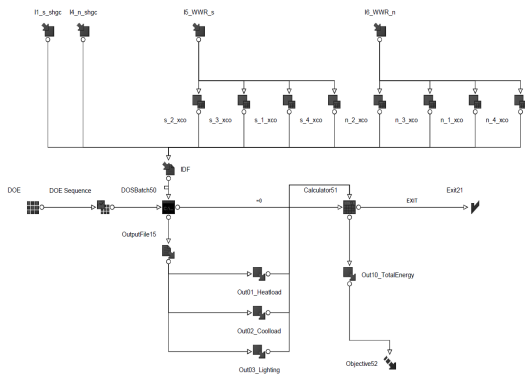 I1_s_shgc I4_n_shgc I5_WWR_s I6_WWR_n
s_2_xco s_3_xco s_1_xco s_4_xco n_2_xco n_3_xco n_1_xco n_4_xco
IDF
DOE DOE Sequence DOSBatch50 =0 Calculator51 EXIT Exit21
OutputFile15
Out01_Heatload Out10_TotalEnergy
Out02_Coolload
Out03_Lighting Objective52